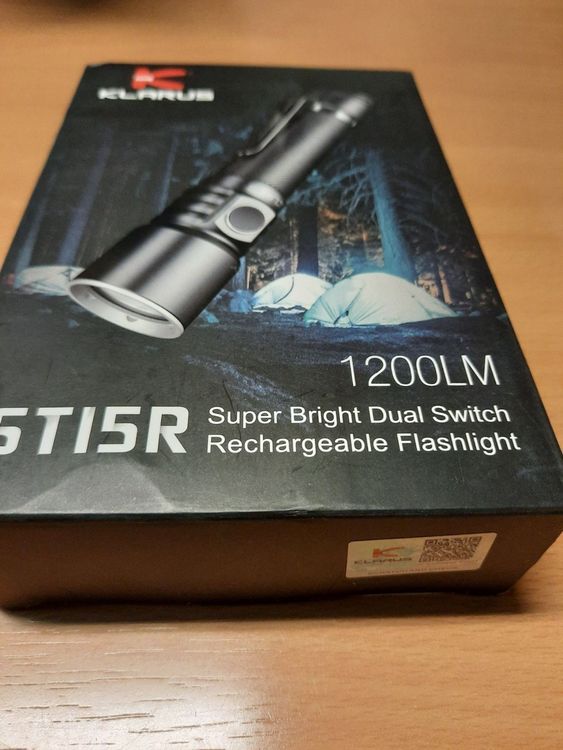 KLARUS
1200LM
ST15R
Super Bright Dual Switch
Rechargeable Flashlight
KLARUS